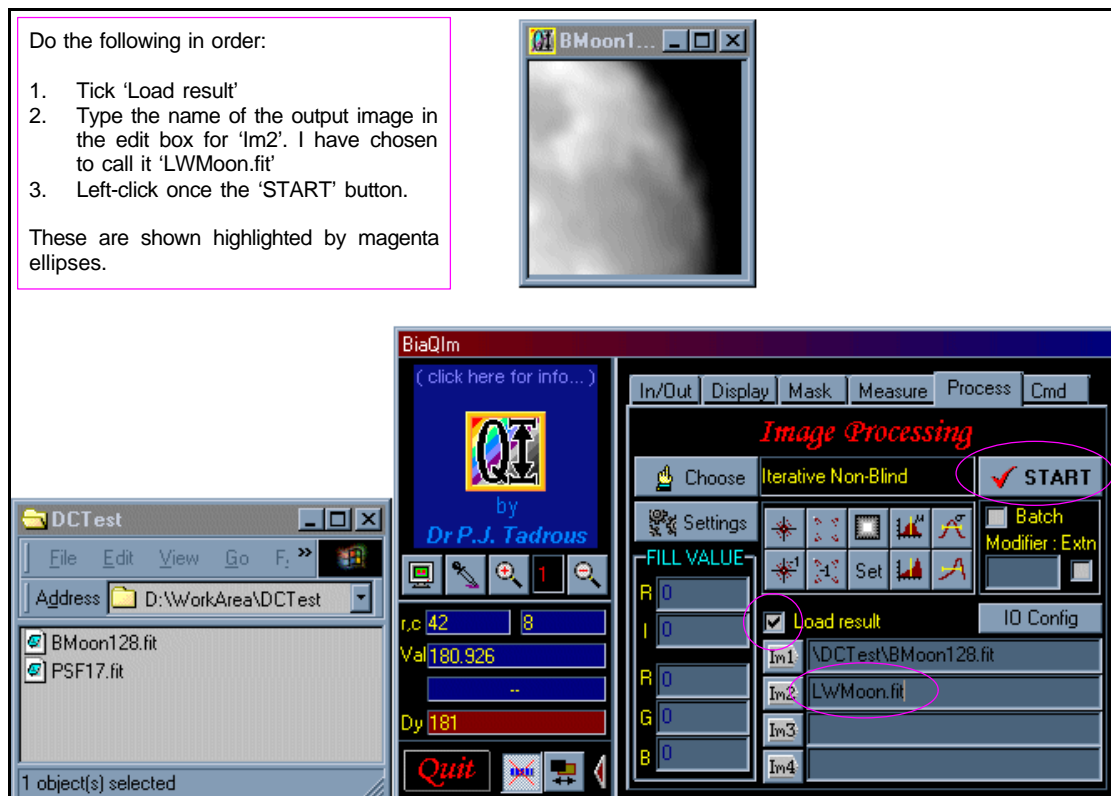 Do the following in order:
1. Tick ‘Load result’
2. Type the name of the output image in
the edit box for ‘Im2’. I have chosen
to call it ‘LWMoon.fit’
3. Left-click once the ‘START’ button.
These are shown highlighted by magenta
ellipses.
BMoon1...
BiaQIm
( click here for info... )
QI
by
Dr P.J. Tadrous
1
r,c 42 8
Val 180.926
--
Dy 181
Quit
In/Out Display Mask Measure Process Cmd
Image Processing
Choose Iterative Non-Blind START
Settings
Batch
Modifier : Extn
Set
FILL VALUE
R 0
I 0
R 0
G 0
B 0
Load result IO Config
Im1 \DCTest\BMoon128.fit
Im2 LWMoon.fit
Im3
Im4
DCTest
File Edit View Go F. »
Address D:\WorkArea\DCTest
BMoon128.fit
PSF17.fit
1 object(s) selected